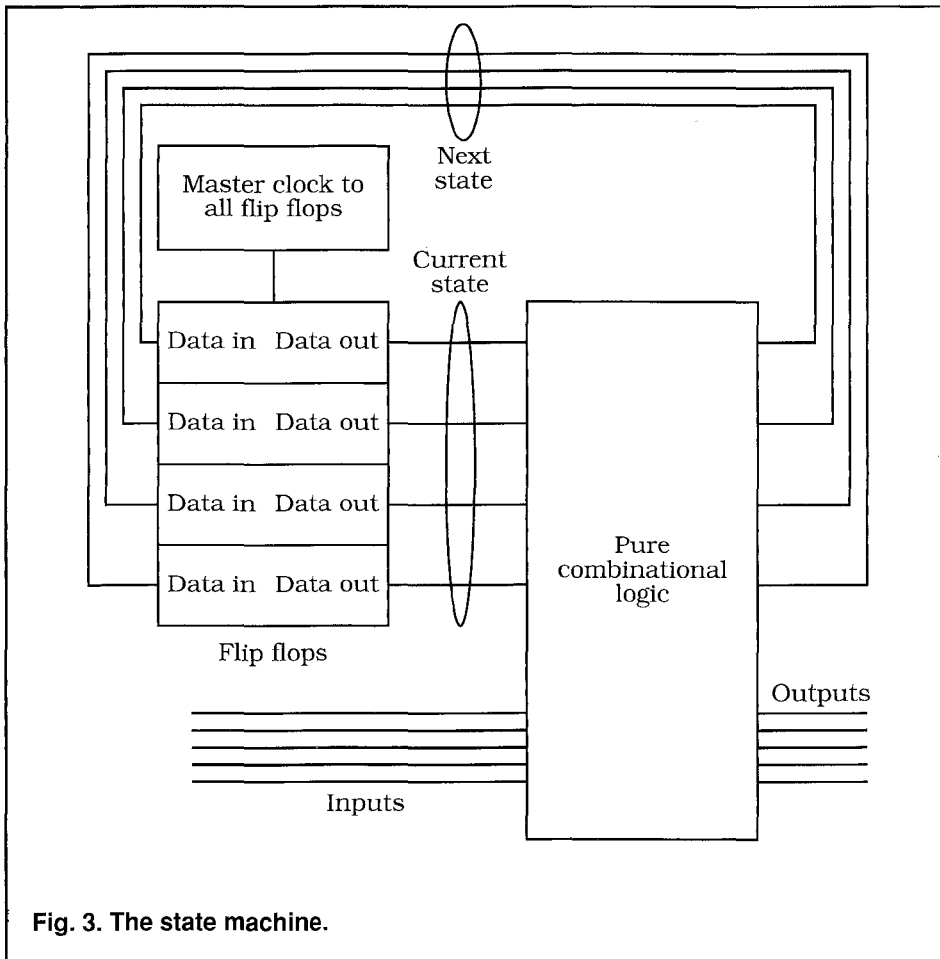 Next
state
Master clock to
all flip flops
Current
state
Data in Data out
Data in Data out
Data in Data out
Data in Data out
Flip flops
Pure
combinational
logic
Outputs
Inputs
Fig. 3. The state machine.